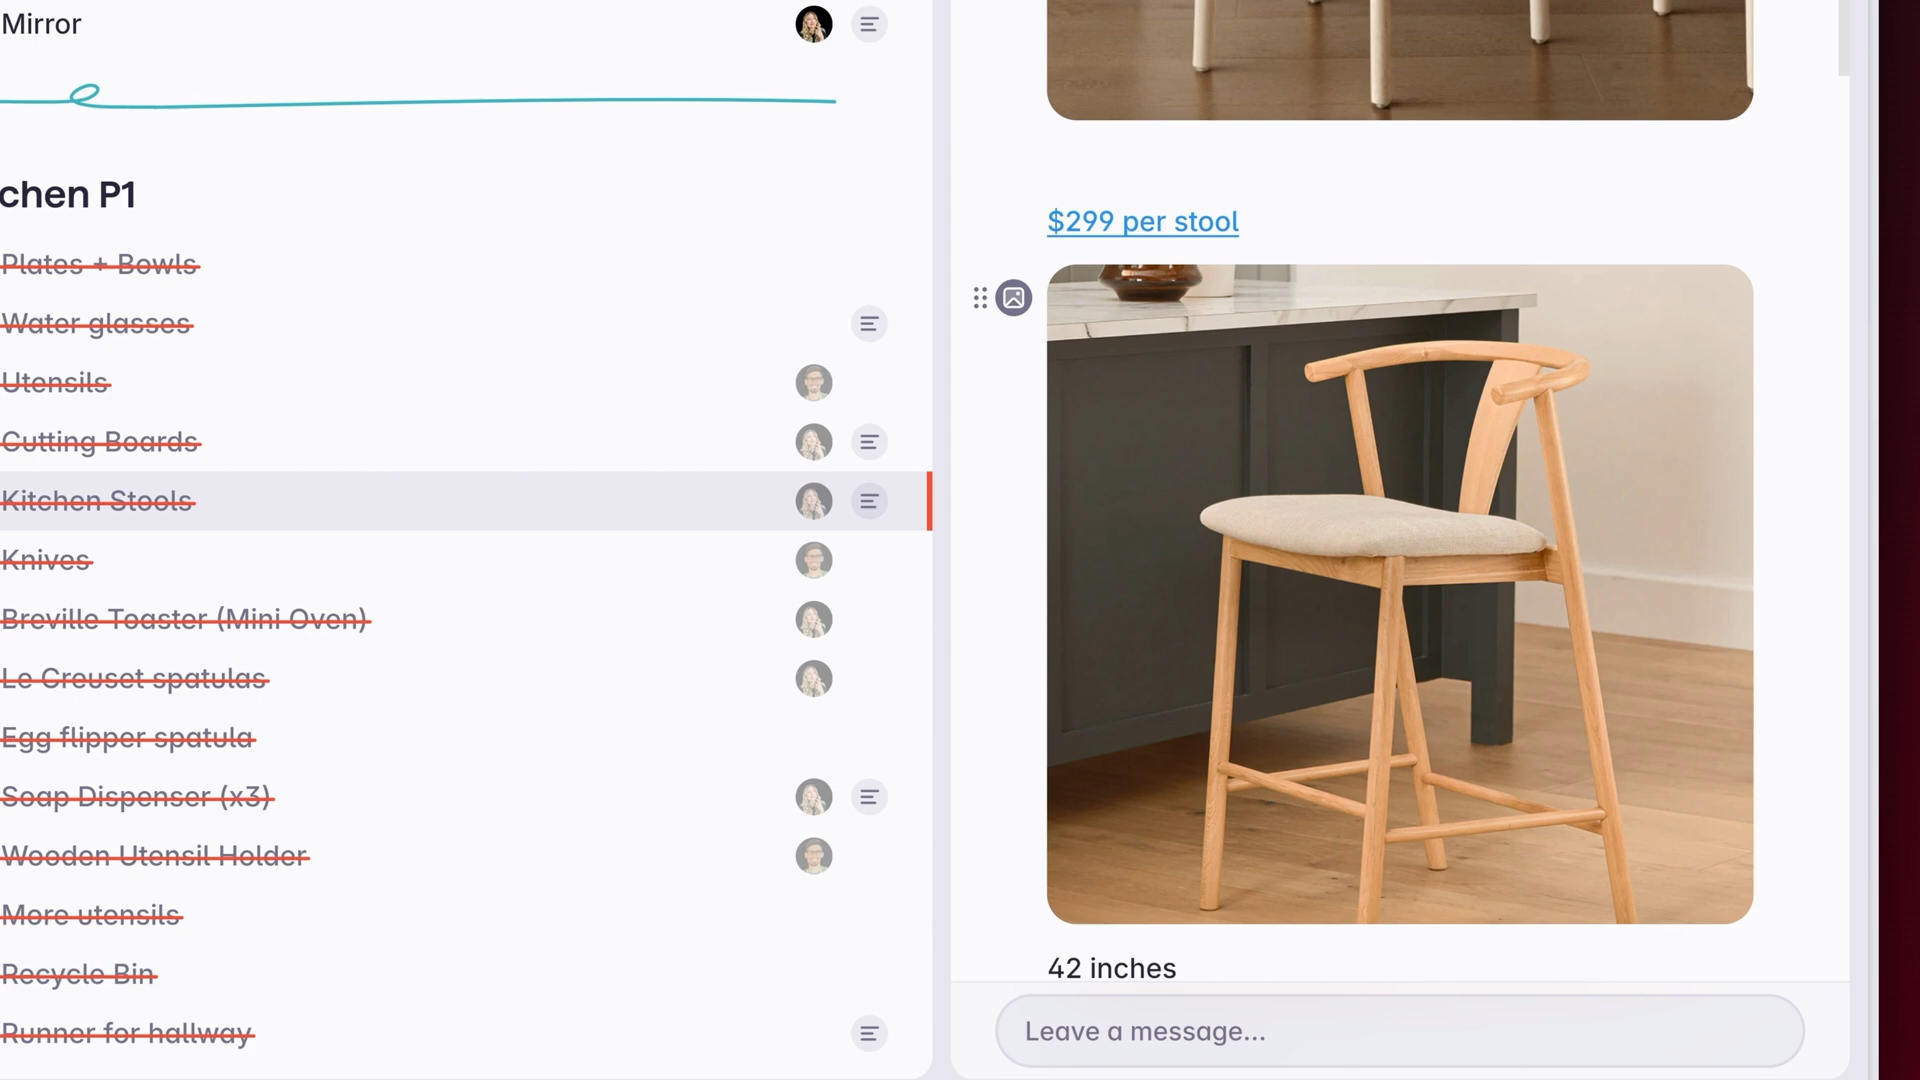 Mirror
chen P1
Plates + Bowls
Water glasses
Utensils
Cutting Boards
Kitchen Stools
Knives
Breville Toaster (Mini Oven)
Le Creuset spatulas
Egg flipper spatula
Soap Dispenser (x3)
Wooden Utensil Holder
More utensils
Recycle Bin
Runner for hallway
$299 per stool
42 inches
Leave a message...